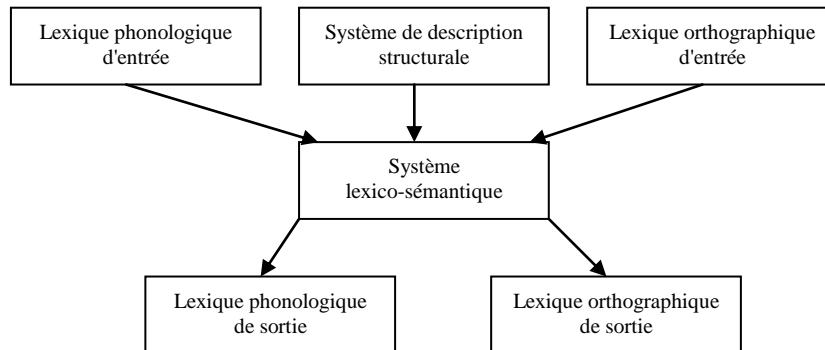 Lexique phonologique
d'entrée
Système de description
structurale
Lexique orthographique
d'entrée
Système
lexico-sémantique
Lexique phonologique
de sortie
Lexique orthographique
de sortie